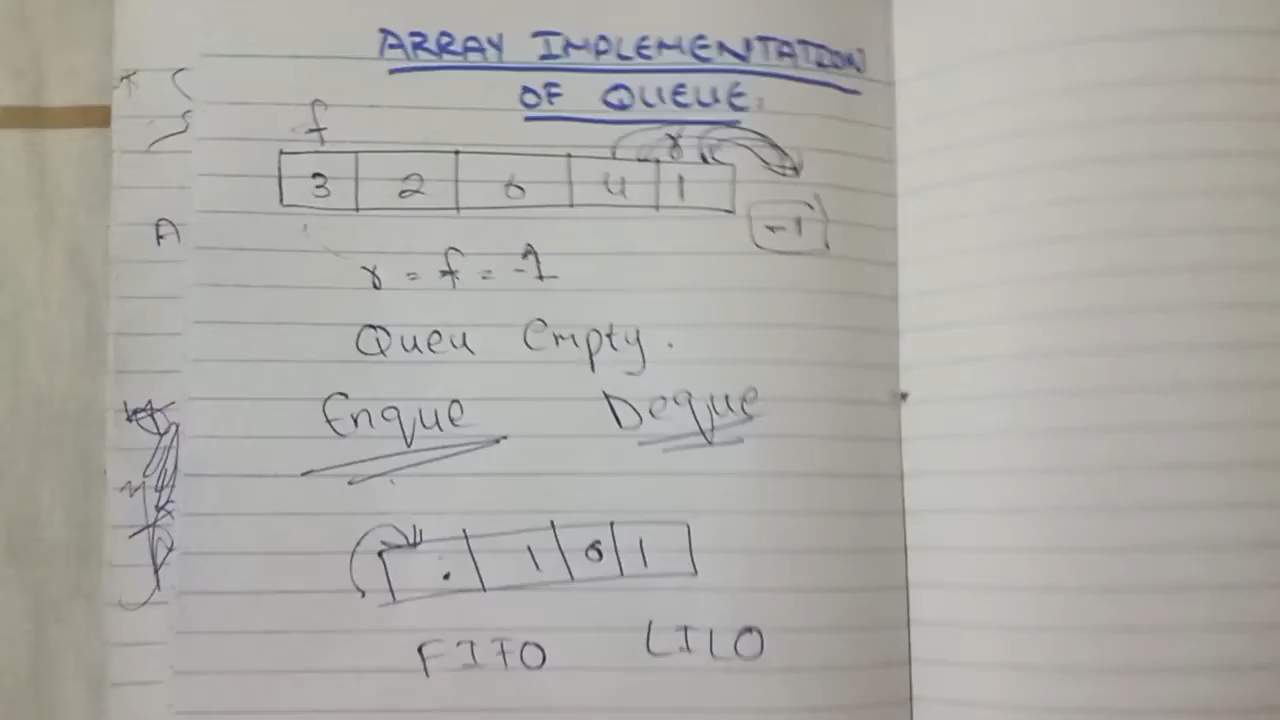 ARRAY IMPLEMENTATION
OF QUEUE.
f
r
3 2 6 4 1
-1
A
r = f = -1
Queu Empty.
Enque Deque
. 1 0 1
FIFO LILO